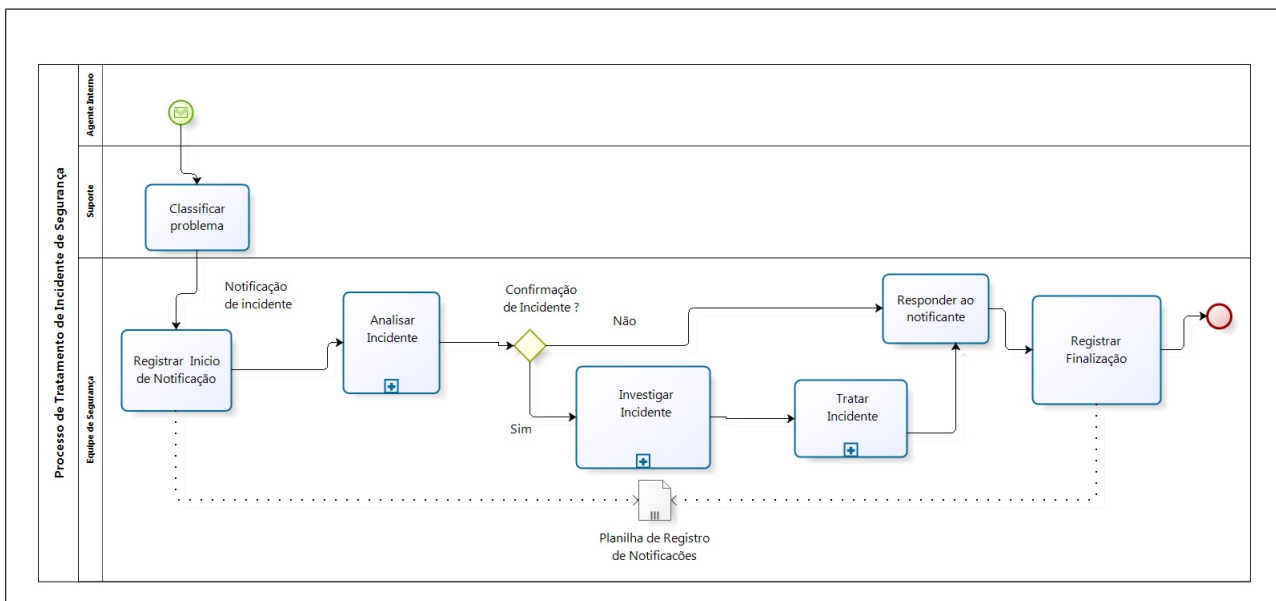 Processo de Tratamento de Incidente de Segurança
Agente Interno
Suporte
Equipe de Segurança
Classificar
problema
Notificação
de incidente
Registrar Inicio
de Notificação
Analisar
Incidente
Confirmação
de Incidente ?
Não
Sim
Investigar
Incidente
Tratar
Incidente
Responder ao
notificante
Registrar
Finalização
Planilha de Registro
de Notificacões